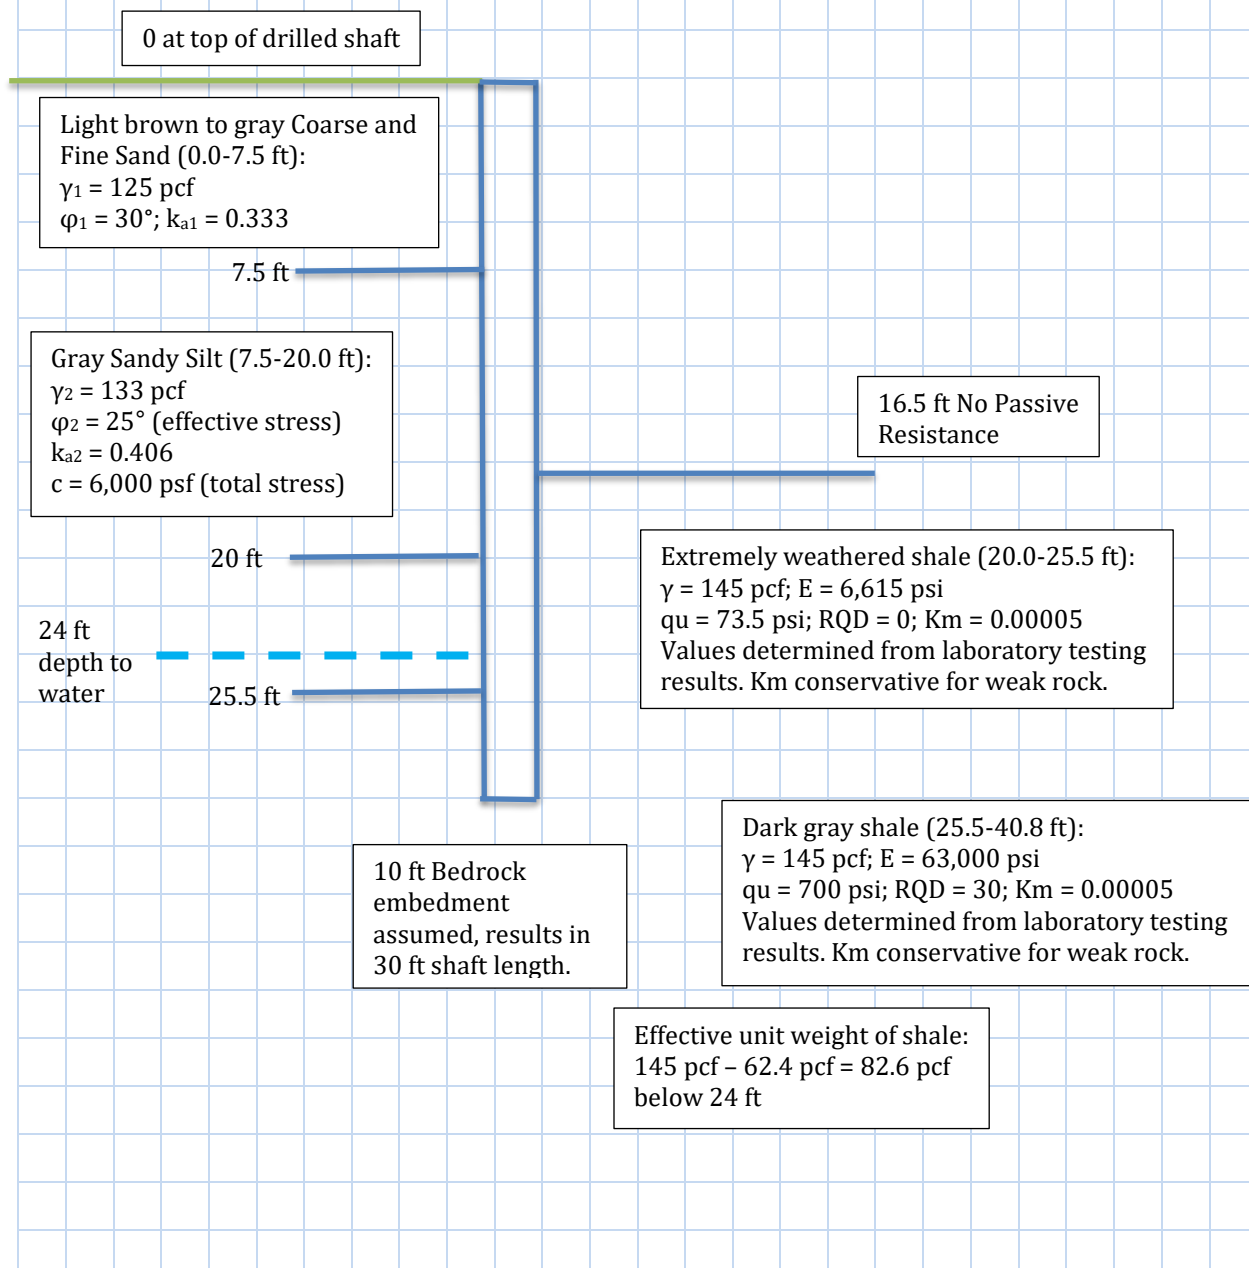 0 at top of drilled shaft
Light brown to gray Coarse and
Fine Sand (0.0-7.5 ft):
γ₁ = 125 pcf
φ₁ = 30°; kₐ₁ = 0.333
7.5 ft
Gray Sandy Silt (7.5-20.0 ft):
γ₂ = 133 pcf
φ₂ = 25° (effective stress)
kₐ₂ = 0.406
c = 6,000 psf (total stress)
16.5 ft No Passive
Resistance
20 ft
Extremely weathered shale (20.0-25.5 ft):
γ = 145 pcf; E = 6,615 psi
qu = 73.5 psi; RQD = 0; Km = 0.00005
Values determined from laboratory testing
results. Km conservative for weak rock.
24 ft
depth to
water
25.5 ft
Dark gray shale (25.5-40.8 ft):
γ = 145 pcf; E = 63,000 psi
qu = 700 psi; RQD = 30; Km = 0.00005
Values determined from laboratory testing
results. Km conservative for weak rock.
10 ft Bedrock
embedment
assumed, results in
30 ft shaft length.
Effective unit weight of shale:
145 pcf – 62.4 pcf = 82.6 pcf
below 24 ft